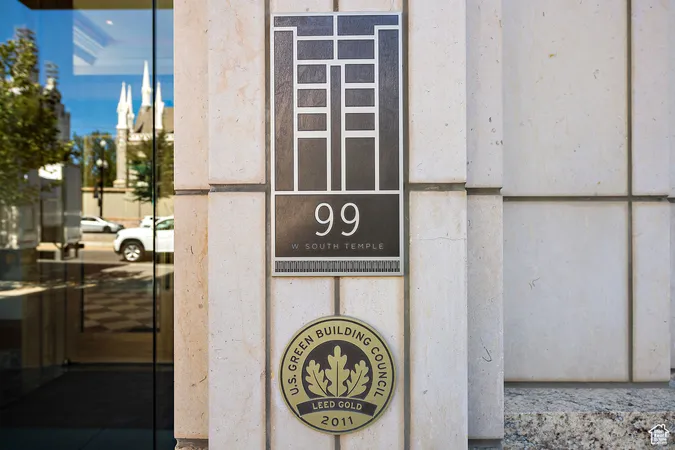 99
W SOUTH TEMPLE
U.S. GREEN BUILDING COUNCIL
LEED GOLD
2011